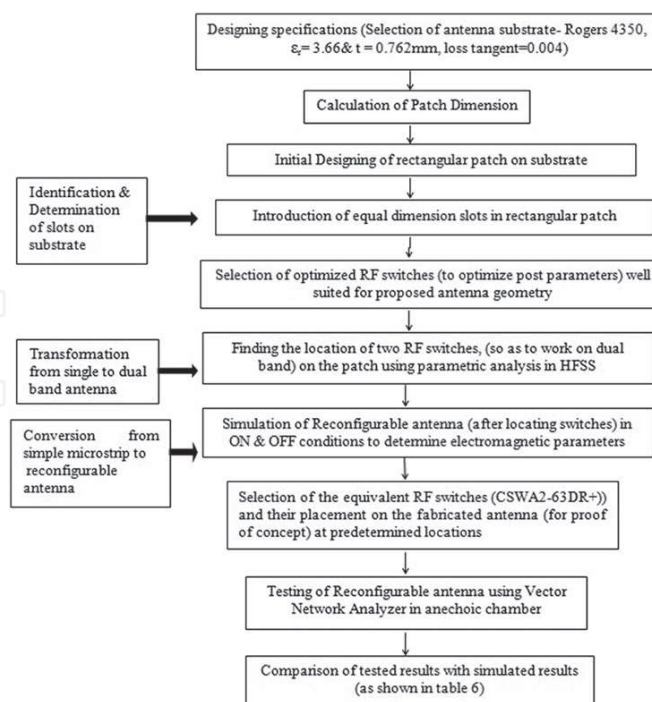 Designing specifications (Selection of antenna substrate- Rogers 4350,
εr= 3.66& t = 0.762mm, loss tangent=0.004)
Calculation of Patch Dimension
Initial Designing of rectangular patch on substrate
Identification &
Determination
of slots on
substrate
Introduction of equal dimension slots in rectangular patch
Selection of optimized RF switches (to optimize post parameters) well
suited for proposed antenna geometry
Transformation
from single to dual
band antenna
Finding the location of two RF switches, (so as to work on dual
band) on the patch using parametric analysis in HFSS
Conversion from
simple microstrip to
reconfigurable
antenna
Simulation of Reconfigurable antenna (after locating switches) in
ON & OFF conditions to determine electromagnetic parameters
Selection of the equivalent RF switches (CSWA2-63DR+))
and their placement on the fabricated antenna (for proof
of concept) at predetermined locations
Testing of Reconfigurable antenna using Vector
Network Analyzer in anechoic chamber
Comparison of tested results with simulated results
(as shown in table 6)